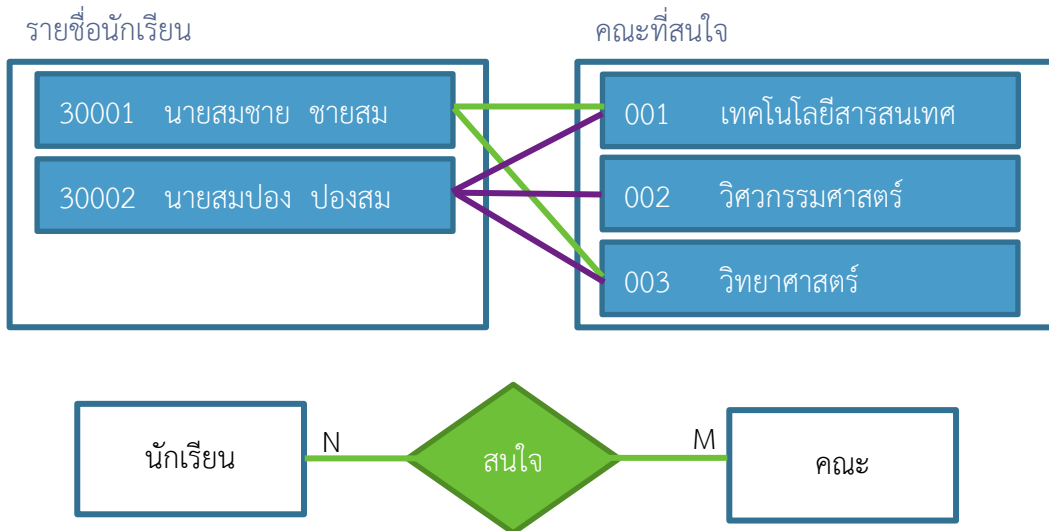 รายชื่อนักเรียน
คณะที่สนใจ
30001 นายสมชาย ชายสม
30002 นายสมปอง ปองสม
001 เทคโนโลยีสารสนเทศ
002 วิศวกรรมศาสตร์
003 วิทยาศาสตร์
นักเรียน
N
สนใจ
M
คณะ